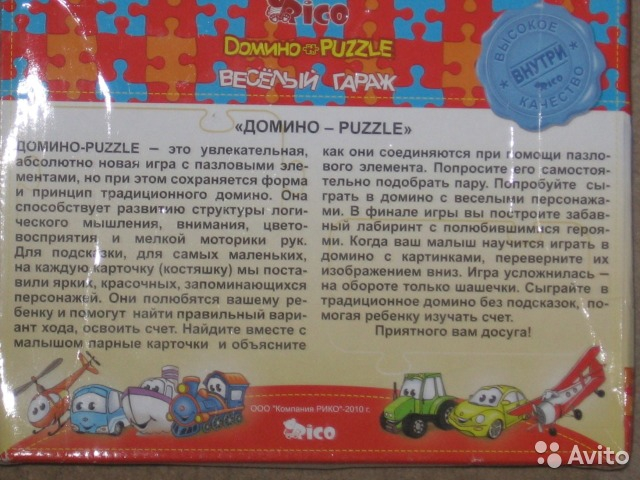 Rico
Домино PUZZLE
ВЕСЁЛЫЙ ГАРАЖ
ВЫСОКОЕ
ВНУТРИ
Rico
КАЧЕСТВО
«ДОМИНО – PUZZLE»
ДОМИНО-PUZZLE – это увлекательная,
абсолютно новая игра с пазловыми эле-
ментами, но при этом сохраняется форма
и принцип традиционного домино. Она
способствует развитию структуры логи-
ческого мышления, внимания, цвето-
восприятия и мелкой моторики рук.
Для подсказки, для самых маленьких,
на каждую карточку (костяшку) мы поста-
вили ярких, красочных, запоминающихся
персонажей. Они полюбятся вашему ре-
бенку и помогут найти правильный вари-
ант хода, освоить счет. Найдите вместе с
малышом парные карточки и объясните
как они соединяются при помощи пазло-
вого элемента. Попросите его самостоя-
тельно подобрать пару. Попробуйте сы-
грать в домино с веселыми персонажа-
ми. В финале игры вы построите забав-
ный лабиринт с полюбившимися героя-
ми. Когда ваш малыш научится играть в
домино с картинками, переверните их
изображением вниз. Игра усложнилась –
на обороте только шашечки. Сыграйте в
традиционное домино без подсказок, по-
могая ребенку изучать счет.
Приятного вам досуга!
ООО "Компания РИКО"-2010 г.
Rico
Avito